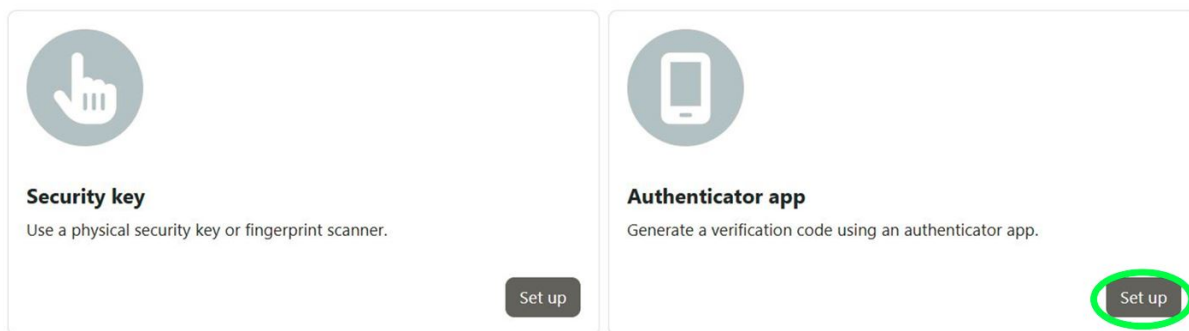 Security key
Use a physical security key or fingerprint scanner.
Set up
Authenticator app
Generate a verification code using an authenticator app.
Set up